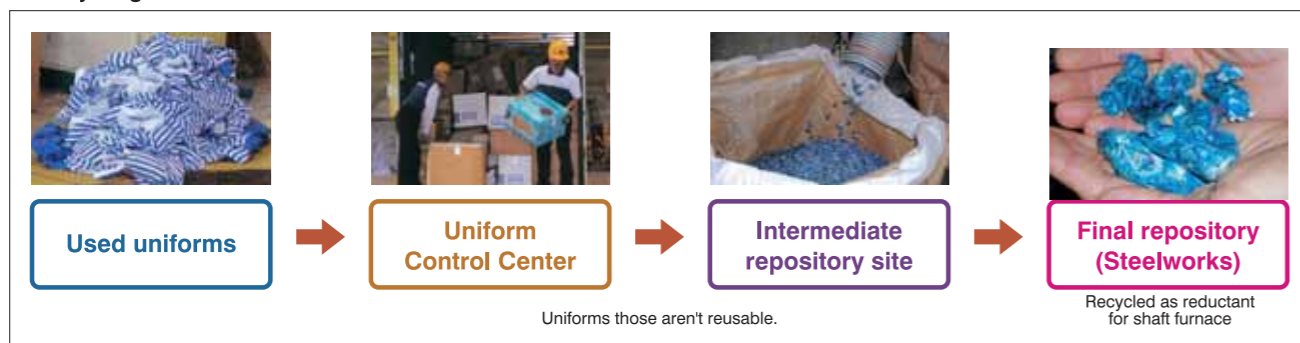 Used uniforms
Uniform
Control Center
Intermediate
repository site
Final repository
(Steelworks)
Uniforms those aren't reusable.
Recycled as reductant
for shaft furnace